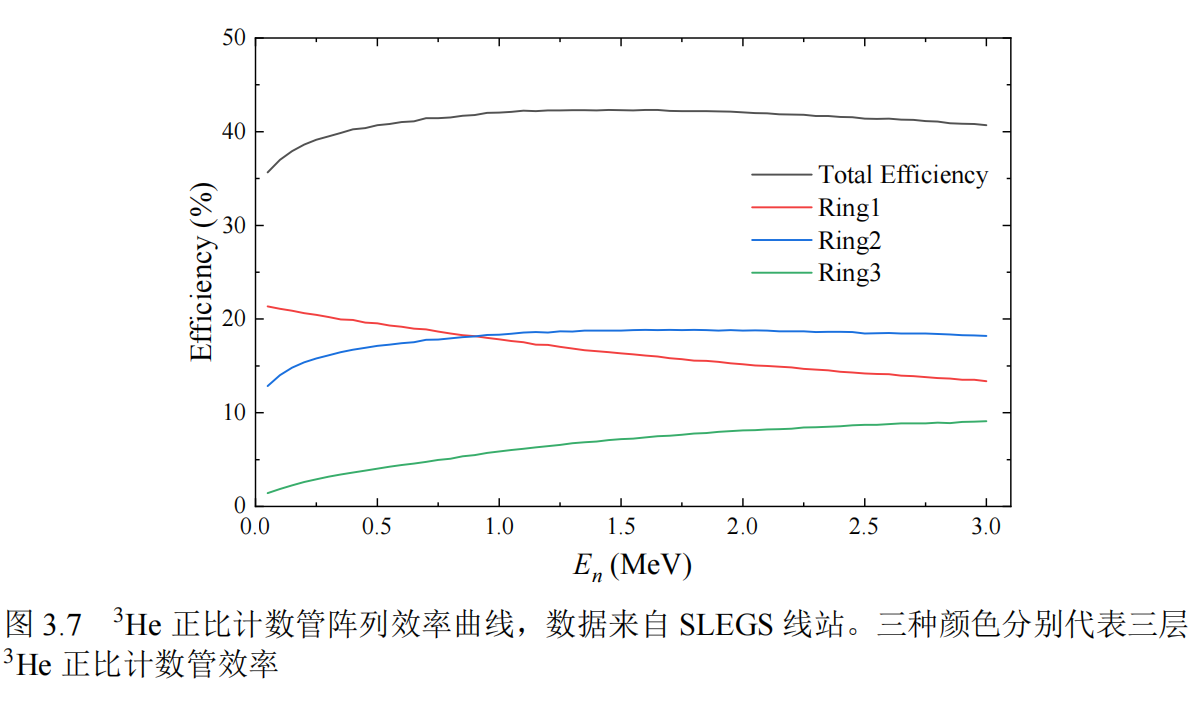 50
40
30
20
10
0
Efficiency (%)
Total Efficiency
Ring1
Ring2
Ring3
0.0 0.5 1.0 1.5 2.0 2.5 3.0
Eₙ (MeV)
图 3.7 ³He 正比计数管阵列效率曲线，数据来自 SLEGS 线站。三种颜色分别代表三层
³He 正比计数管效率